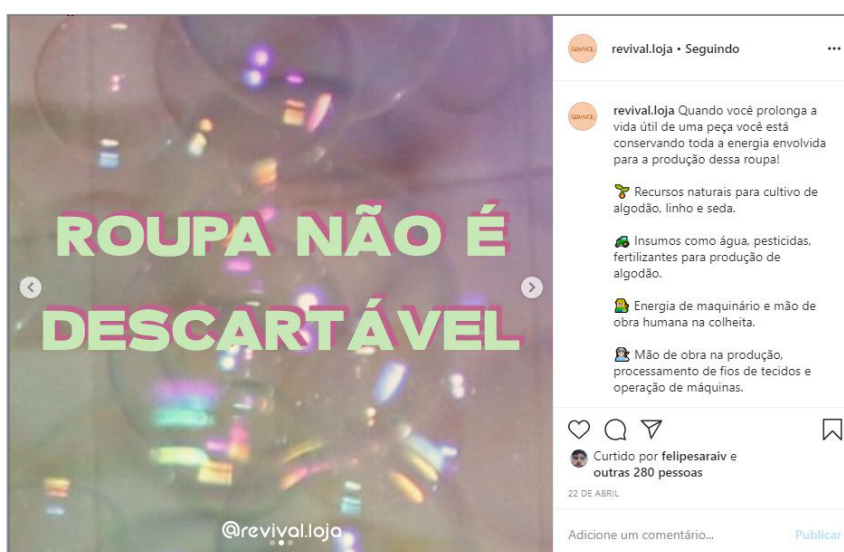 ROUPA NÃO É
DESCARTÁVEL
@revival.loja
revival.loja • Seguindo
revival.loja Quando você prolonga a
vida útil de uma peça você está
conservando toda a energia envolvida
para a produção dessa roupa!
Recursos naturais para cultivo de
algodão, linho e seda.
Insumos como água, pesticidas,
fertilizantes para produção de
algodão.
Energia de maquinário e mão de
obra humana na colheita.
Mão de obra na produção,
processamento de fios de tecidos e
operação de máquinas.
Curtido por felipesaraiv e
outras 280 pessoas
22 DE ABRIL
Adicione um comentário... Publicar